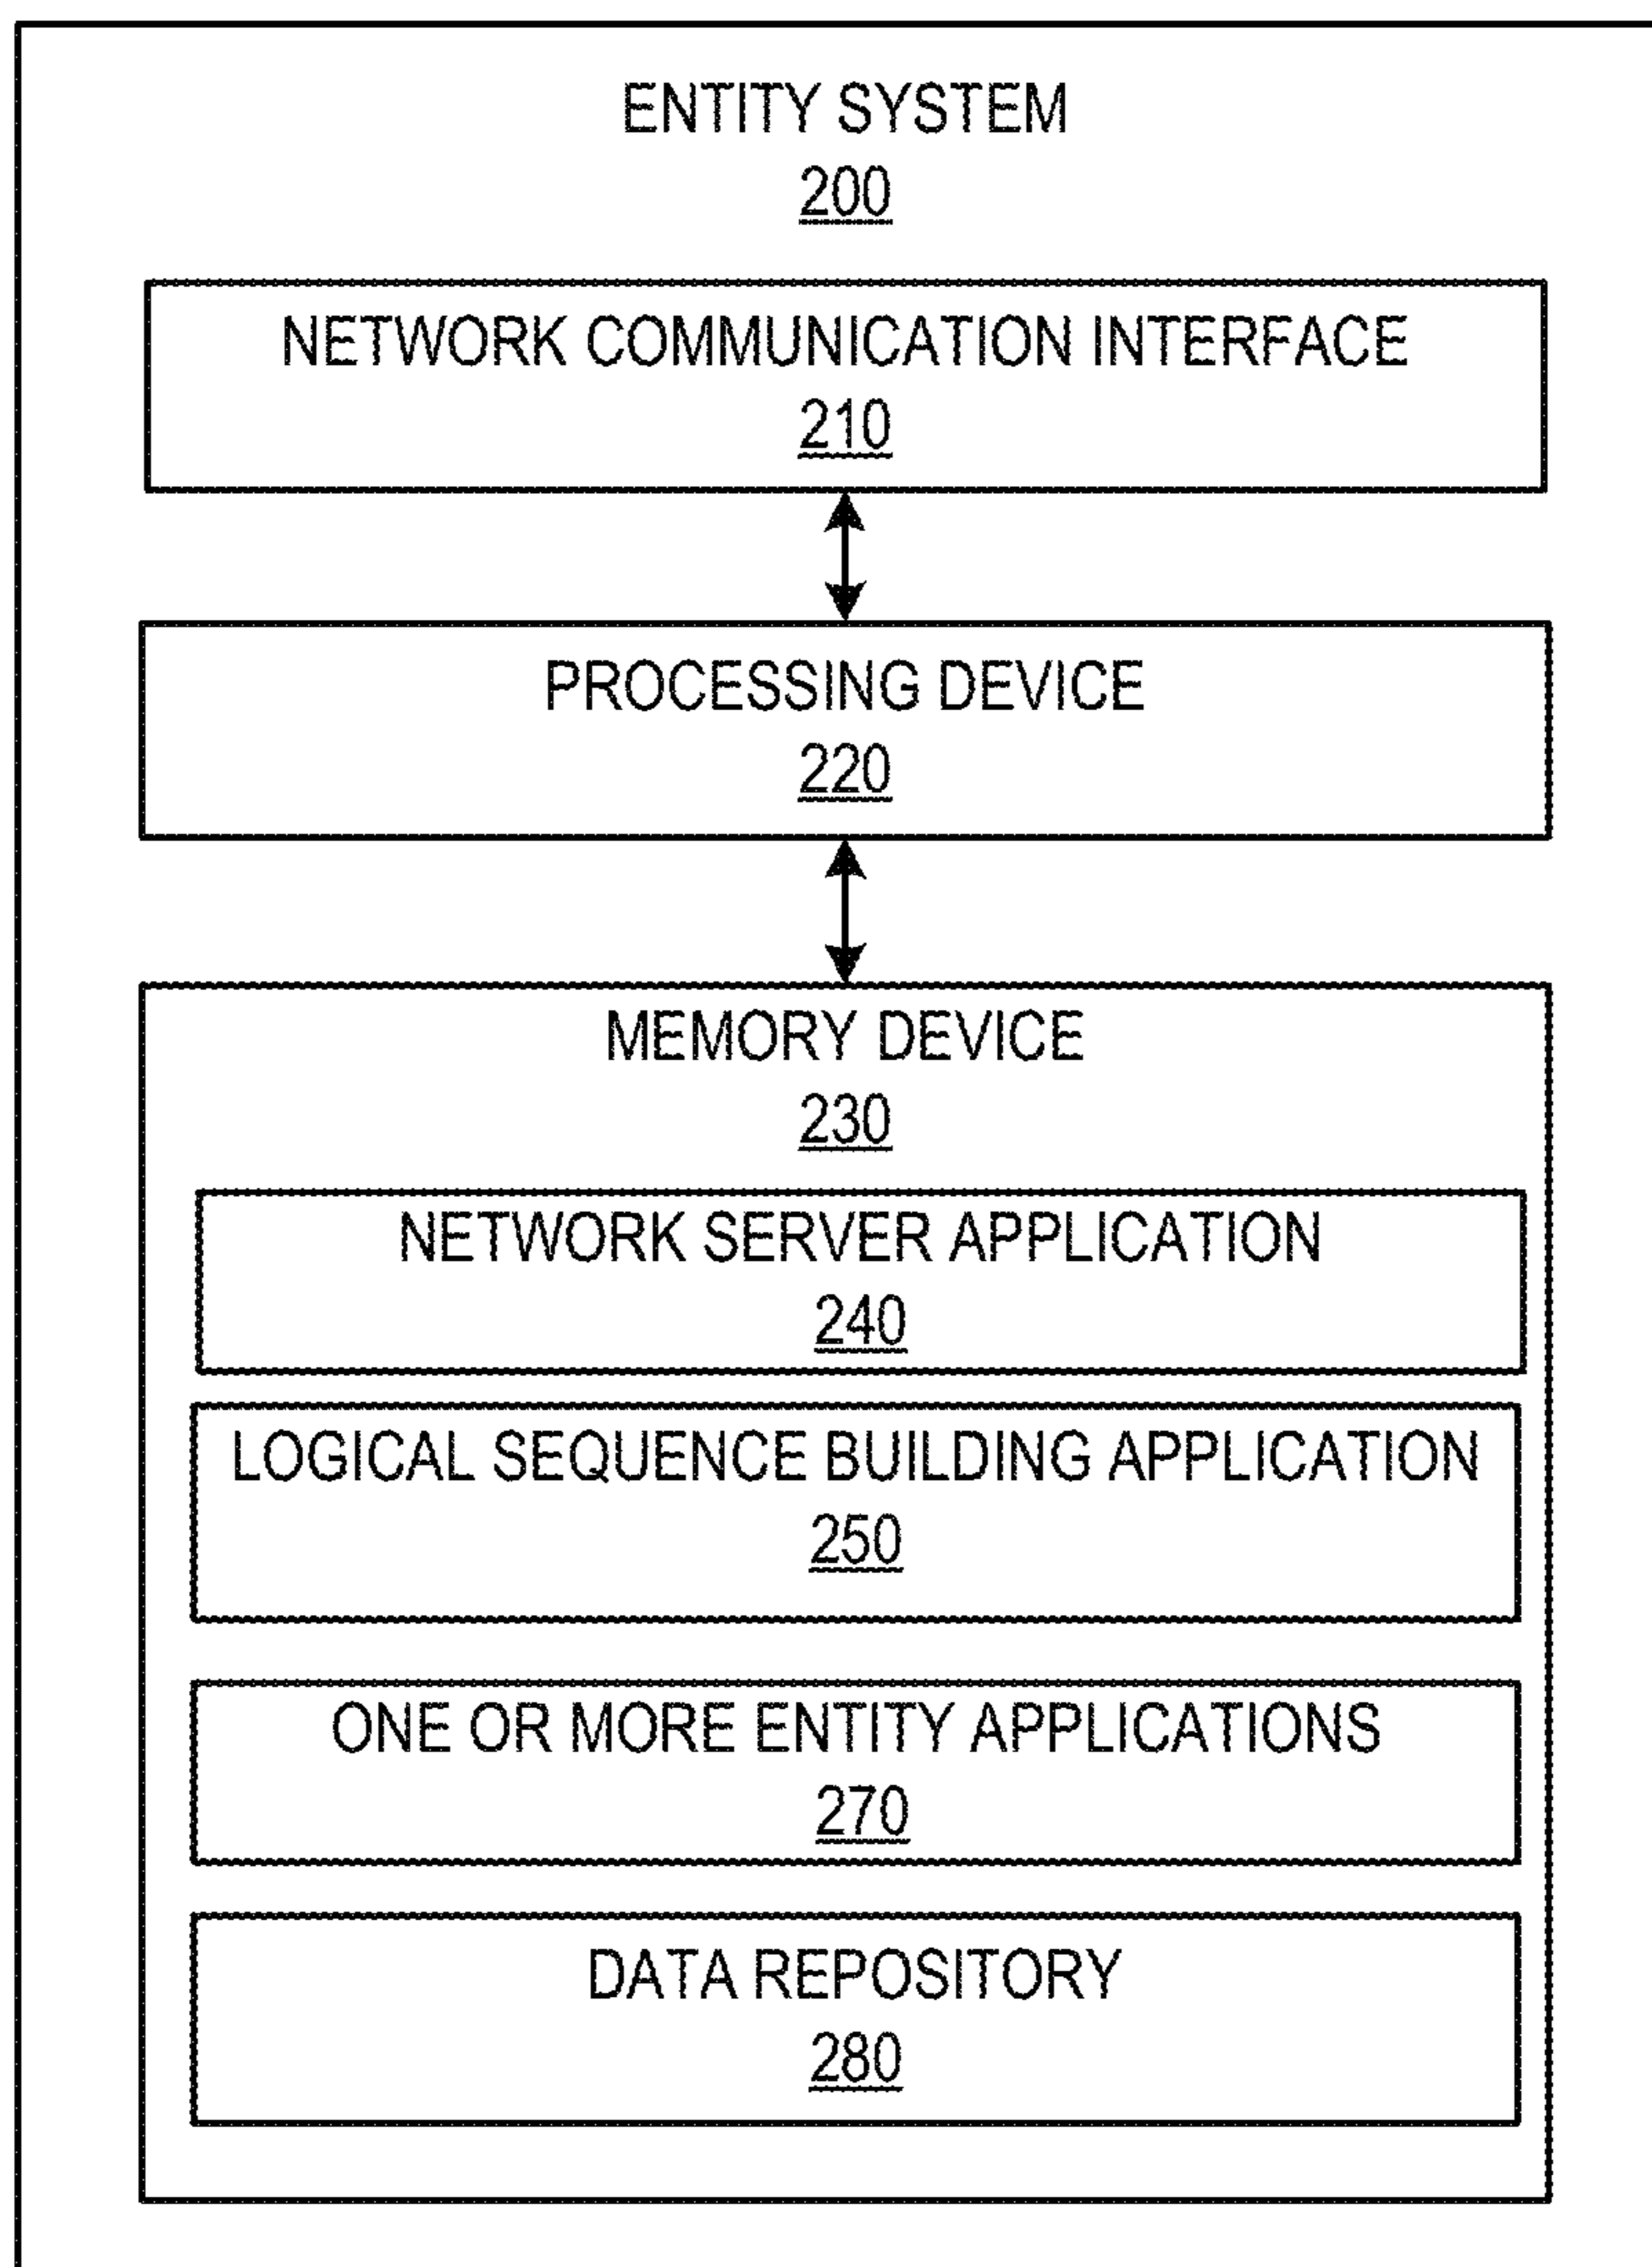 ENTITY SYSTEM
200
NETWORK COMMUNICATION INTERFACE
210
PROCESSING DEVICE
220
MEMORY DEVICE
230
NETWORK SERVER APPLICATION
240
LOGICAL SEQUENCE BUILDING APPLICATION
250
ONE OR MORE ENTITY APPLICATIONS
270
DATA REPOSITORY
280